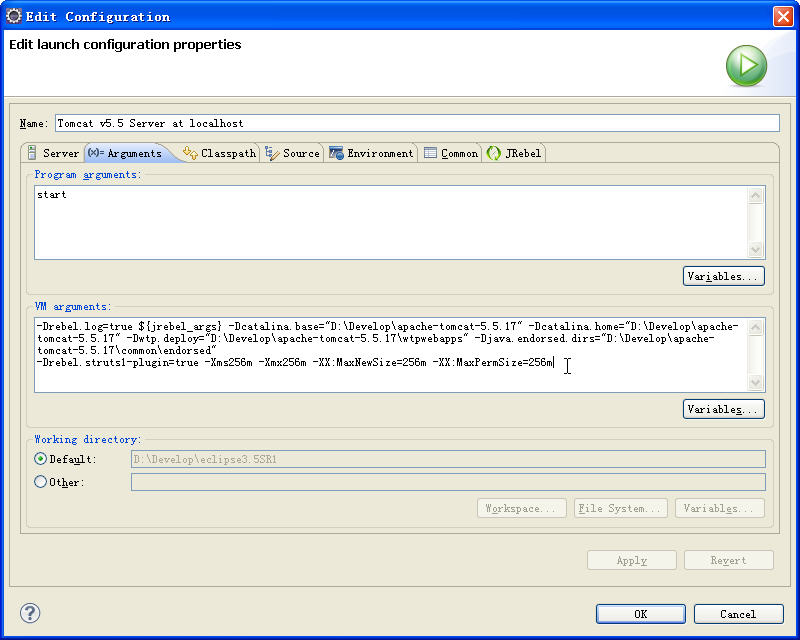 Edit Configuration
Edit launch configuration properties
Name: Tomcat v5.5 Server at localhost
Server (x)= Arguments Classpath Source Environment Common JRebel
Program arguments:
start
Variables...
VM arguments:
-Drebel.log=true ${jrebel_args} -Dcatalina.base="D:\Develop\apache-tomcat-5.5.17" -Dcatalina.home="D:\Develop\apache-
tomcat-5.5.17" -Dwtp.deploy="D:\Develop\apache-tomcat-5.5.17\wtpwebapps" -Djava.endorsed.dirs="D:\Develop\apache-
tomcat-5.5.17\common\endorsed"
-Drebel.struts1-plugin=true -Xms256m -Xmx256m -XX:MaxNewSize=256m -XX:MaxPermSize=256m
Variables...
Working directory:
Default: D:\Develop\eclipse3.5SR1
Other:
Workspace... File System... Variables...
Apply Revert
? OK Cancel